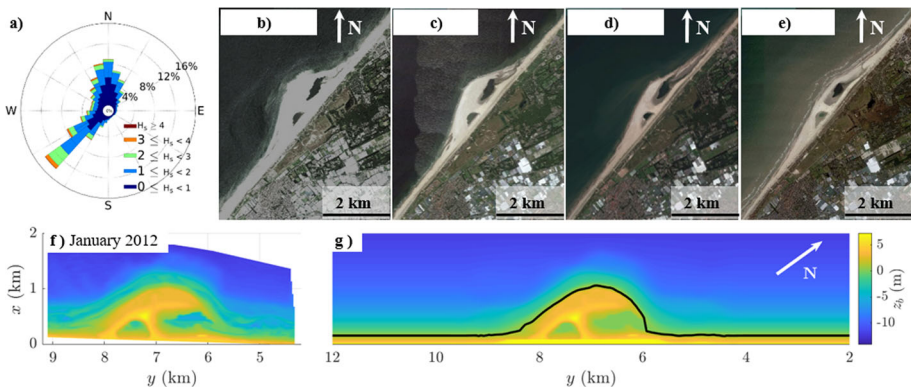 a)
N
16%
12%
8%
4%
W
E
S
H_S ≥ 4
3 ≤ H_S < 4
2 ≤ H_S < 3
1 ≤ H_S < 2
0 ≤ H_S < 1
b)
N
2 km
c)
N
2 km
d)
N
2 km
e)
N
2 km
f ) January 2012
2
1
0
x (km)
9 8 7 6 5
y (km)
g )
N
12 10 8 6 4 2
y (km)
5
0
-5
-10
z_b (m)